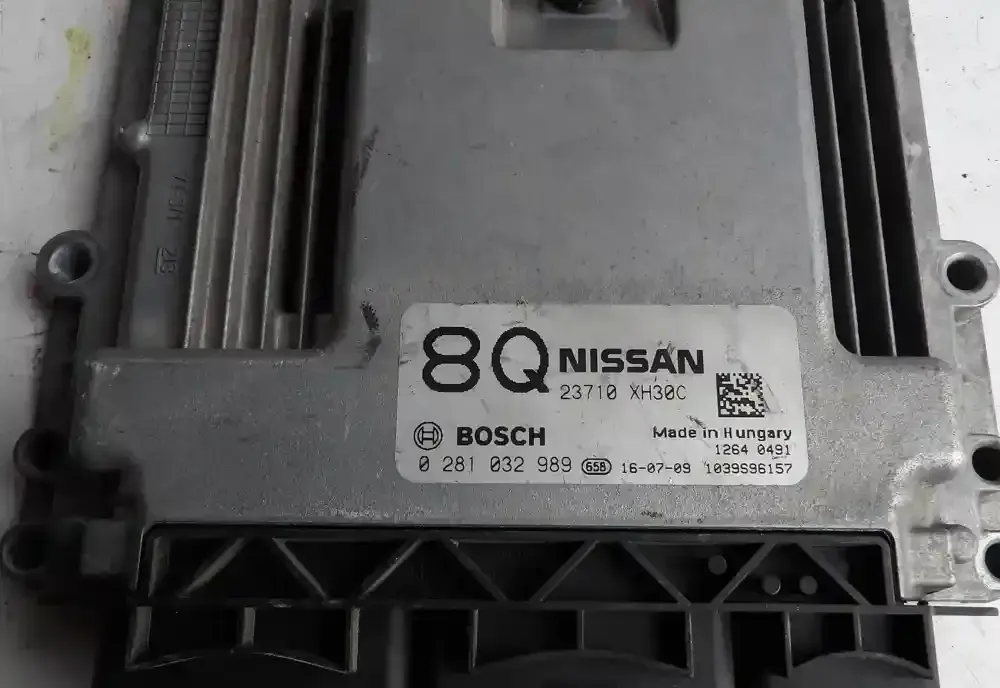 8Q NISSAN
23710 XH30C
BOSCH
Made in Hungary
1264 0491
0 281 032 989 658 16-07-09 1039S96157